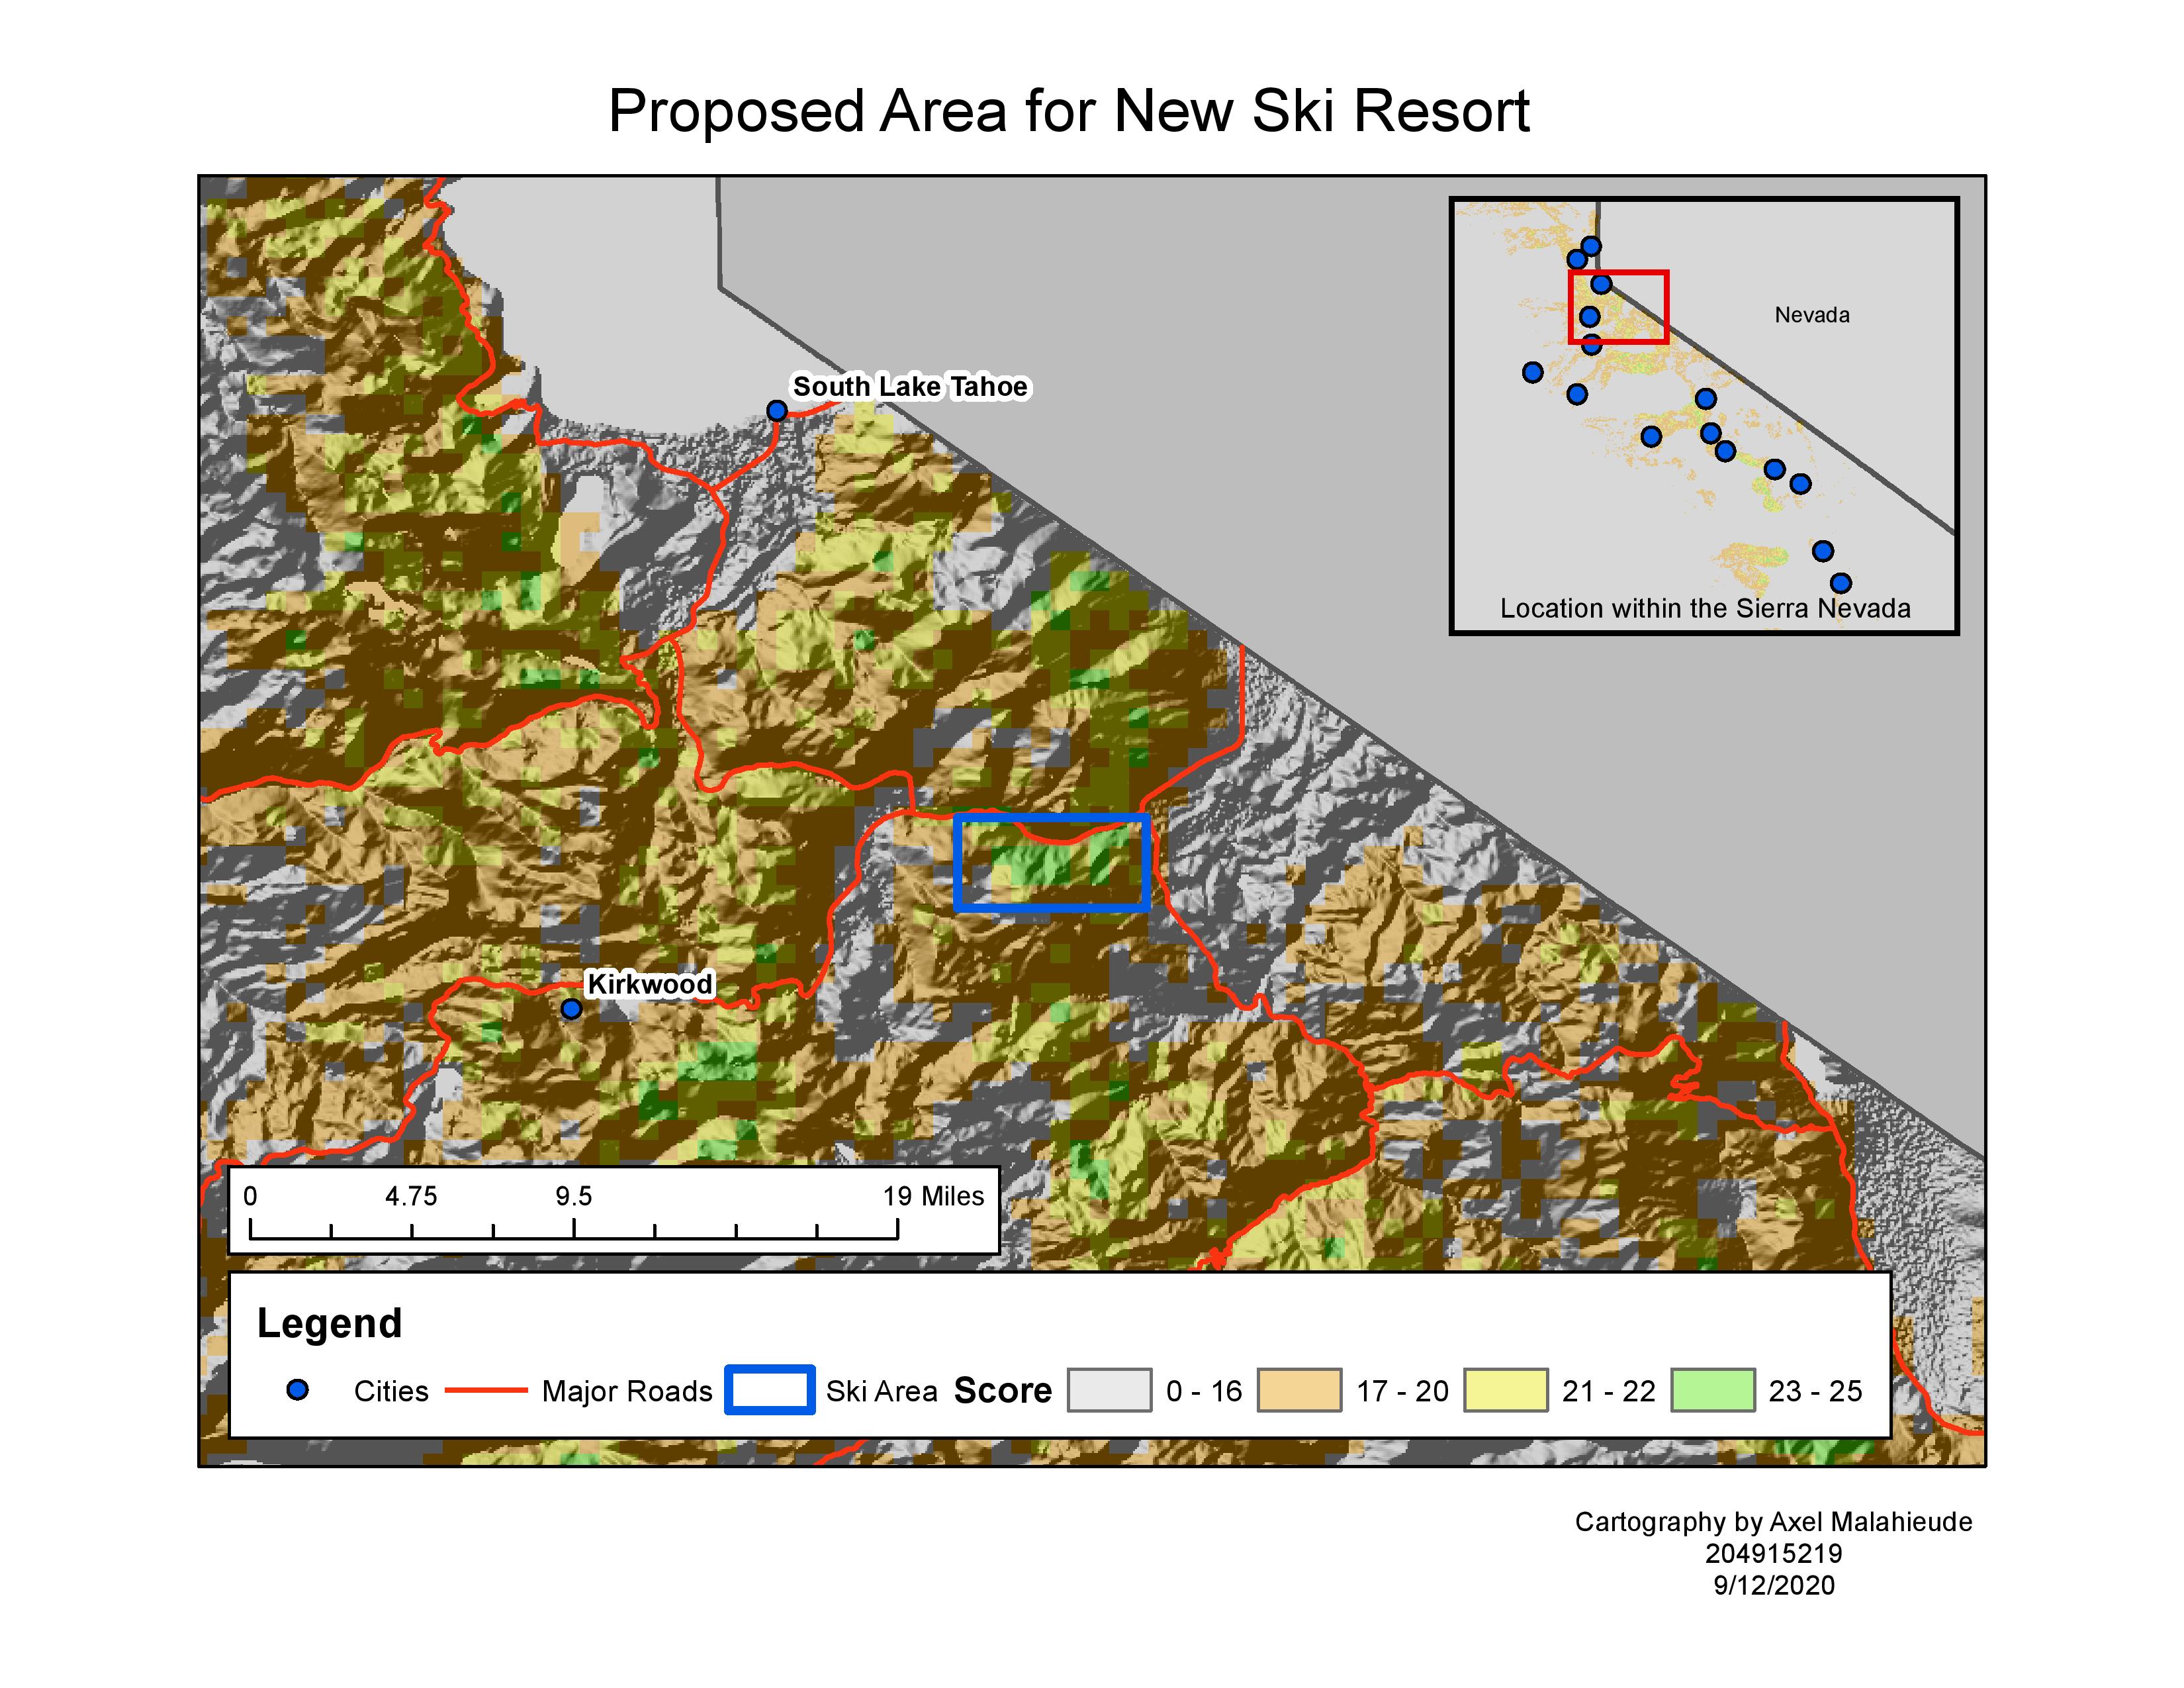 Proposed Area for New Ski Resort
Nevada
Location within the Sierra Nevada
South Lake Tahoe
Kirkwood
0 4.75 9.5 19 Miles
Legend
Cities Major Roads Ski Area Score 0 - 16 17 - 20 21 - 22 23 - 25
Cartography by Axel Malahieude
204915219
9/12/2020